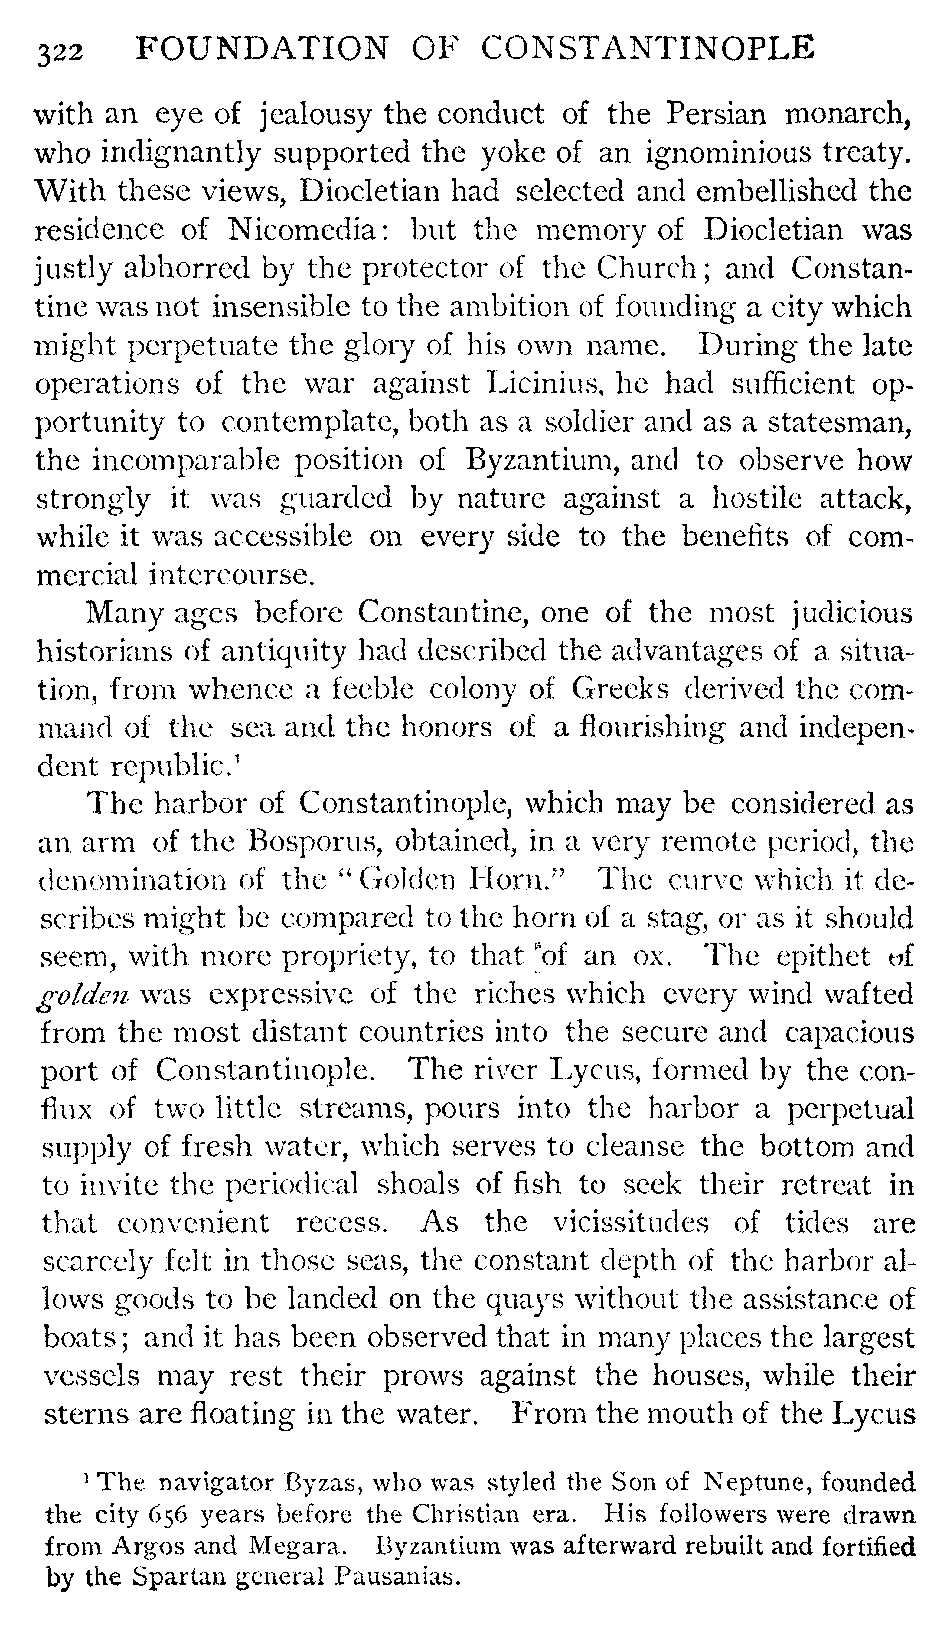 322 FOUNDATION OF CONSTANTINOPLE
with an eye of jealousy the conduct of the Persian monarch,
who indignantly supported the yoke of an ignominious treaty.
With these views, Diocletian had selected and embellished the
residence of Nicomedia: but the memory of Diocletian was
justly abhorred by the protector of the Church; and Constan-
tine was not insensible to the ambition of founding a city which
might perpetuate the glory of his own name. During the late
operations of the war against Licinius, he had sufficient op-
portunity to contemplate, both as a soldier and as a statesman,
the incomparable position of Byzantium, and to observe how
strongly it was guarded by nature against a hostile attack,
while it was accessible on every side to the benefits of com-
mercial intercourse.
Many ages before Constantine, one of the most judicious
historians of antiquity had described the advantages of a situa-
tion, from whence a feeble colony of Greeks derived the com-
mand of the sea and the honors of a flourishing and indepen-
dent republic.¹
The harbor of Constantinople, which may be considered as
an arm of the Bosporus, obtained, in a very remote period, the
denomination of the "Golden Horn." The curve which it de-
scribes might be compared to the horn of a stag, or as it should
seem, with more propriety, to that of an ox. The epithet of
golden was expressive of the riches which every wind wafted
from the most distant countries into the secure and capacious
port of Constantinople. The river Lycus, formed by the con-
flux of two little streams, pours into the harbor a perpetual
supply of fresh water, which serves to cleanse the bottom and
to invite the periodical shoals of fish to seek their retreat in
that convenient recess. As the vicissitudes of tides are
scarcely felt in those seas, the constant depth of the harbor al-
lows goods to be landed on the quays without the assistance of
boats; and it has been observed that in many places the largest
vessels may rest their prows against the houses, while their
sterns are floating in the water. From the mouth of the Lycus
¹ The navigator Byzas, who was styled the Son of Neptune, founded
the city 656 years before the Christian era. His followers were drawn
from Argos and Megara. Byzantium was afterward rebuilt and fortified
by the Spartan general Pausanias.